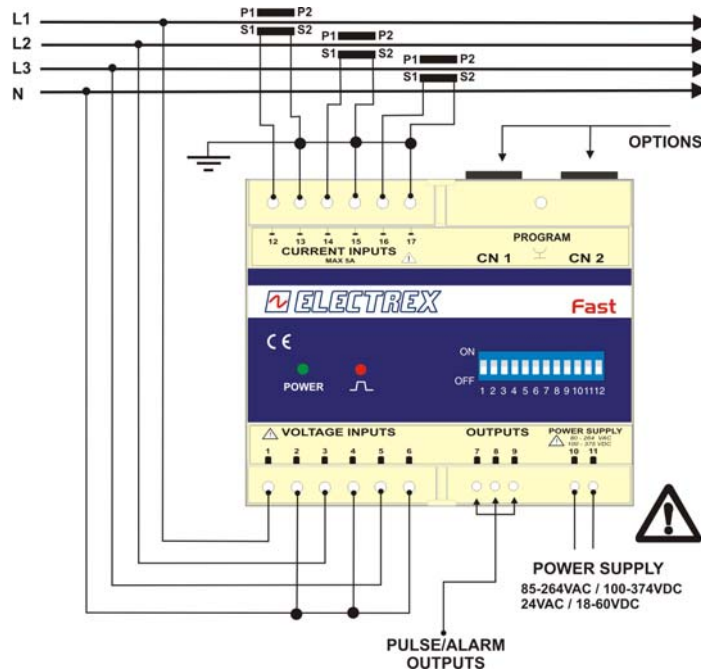 L1
P1 P2
S1 S2
L2
P1 P2
S1 S2
L3
P1 P2
S1 S2
N
OPTIONS
12 13 14 15 16 17
CURRENT INPUTS
MAX 5A
PROGRAM
CN 1 CN 2
ELECTREX
Fast
CE
POWER
ON
OFF
1 2 3 4 5 6 7 8 9 10 11 12
VOLTAGE INPUTS
1 2 3 4 5 6
OUTPUTS
7 8 9
POWER SUPPLY
80 - 264 VAC
100 - 375 VDC
10 11
POWER SUPPLY
85-264VAC / 100-374VDC
24VAC / 18-60VDC
PULSE/ALARM
OUTPUTS